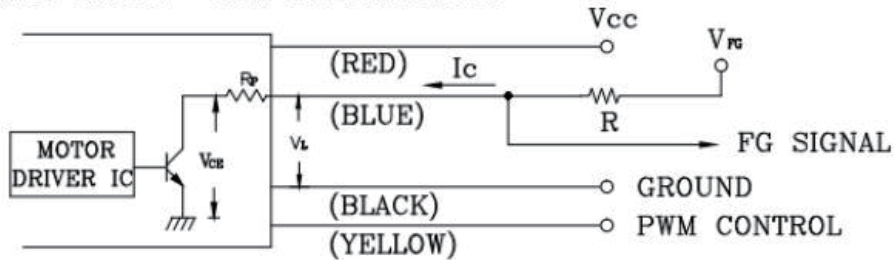 Vcc
VFG
(RED)
Ic
RP
(BLUE)
R
VL
FG SIGNAL
MOTOR
DRIVER IC
VCE
GROUND
(BLACK)
PWM CONTROL
(YELLOW)